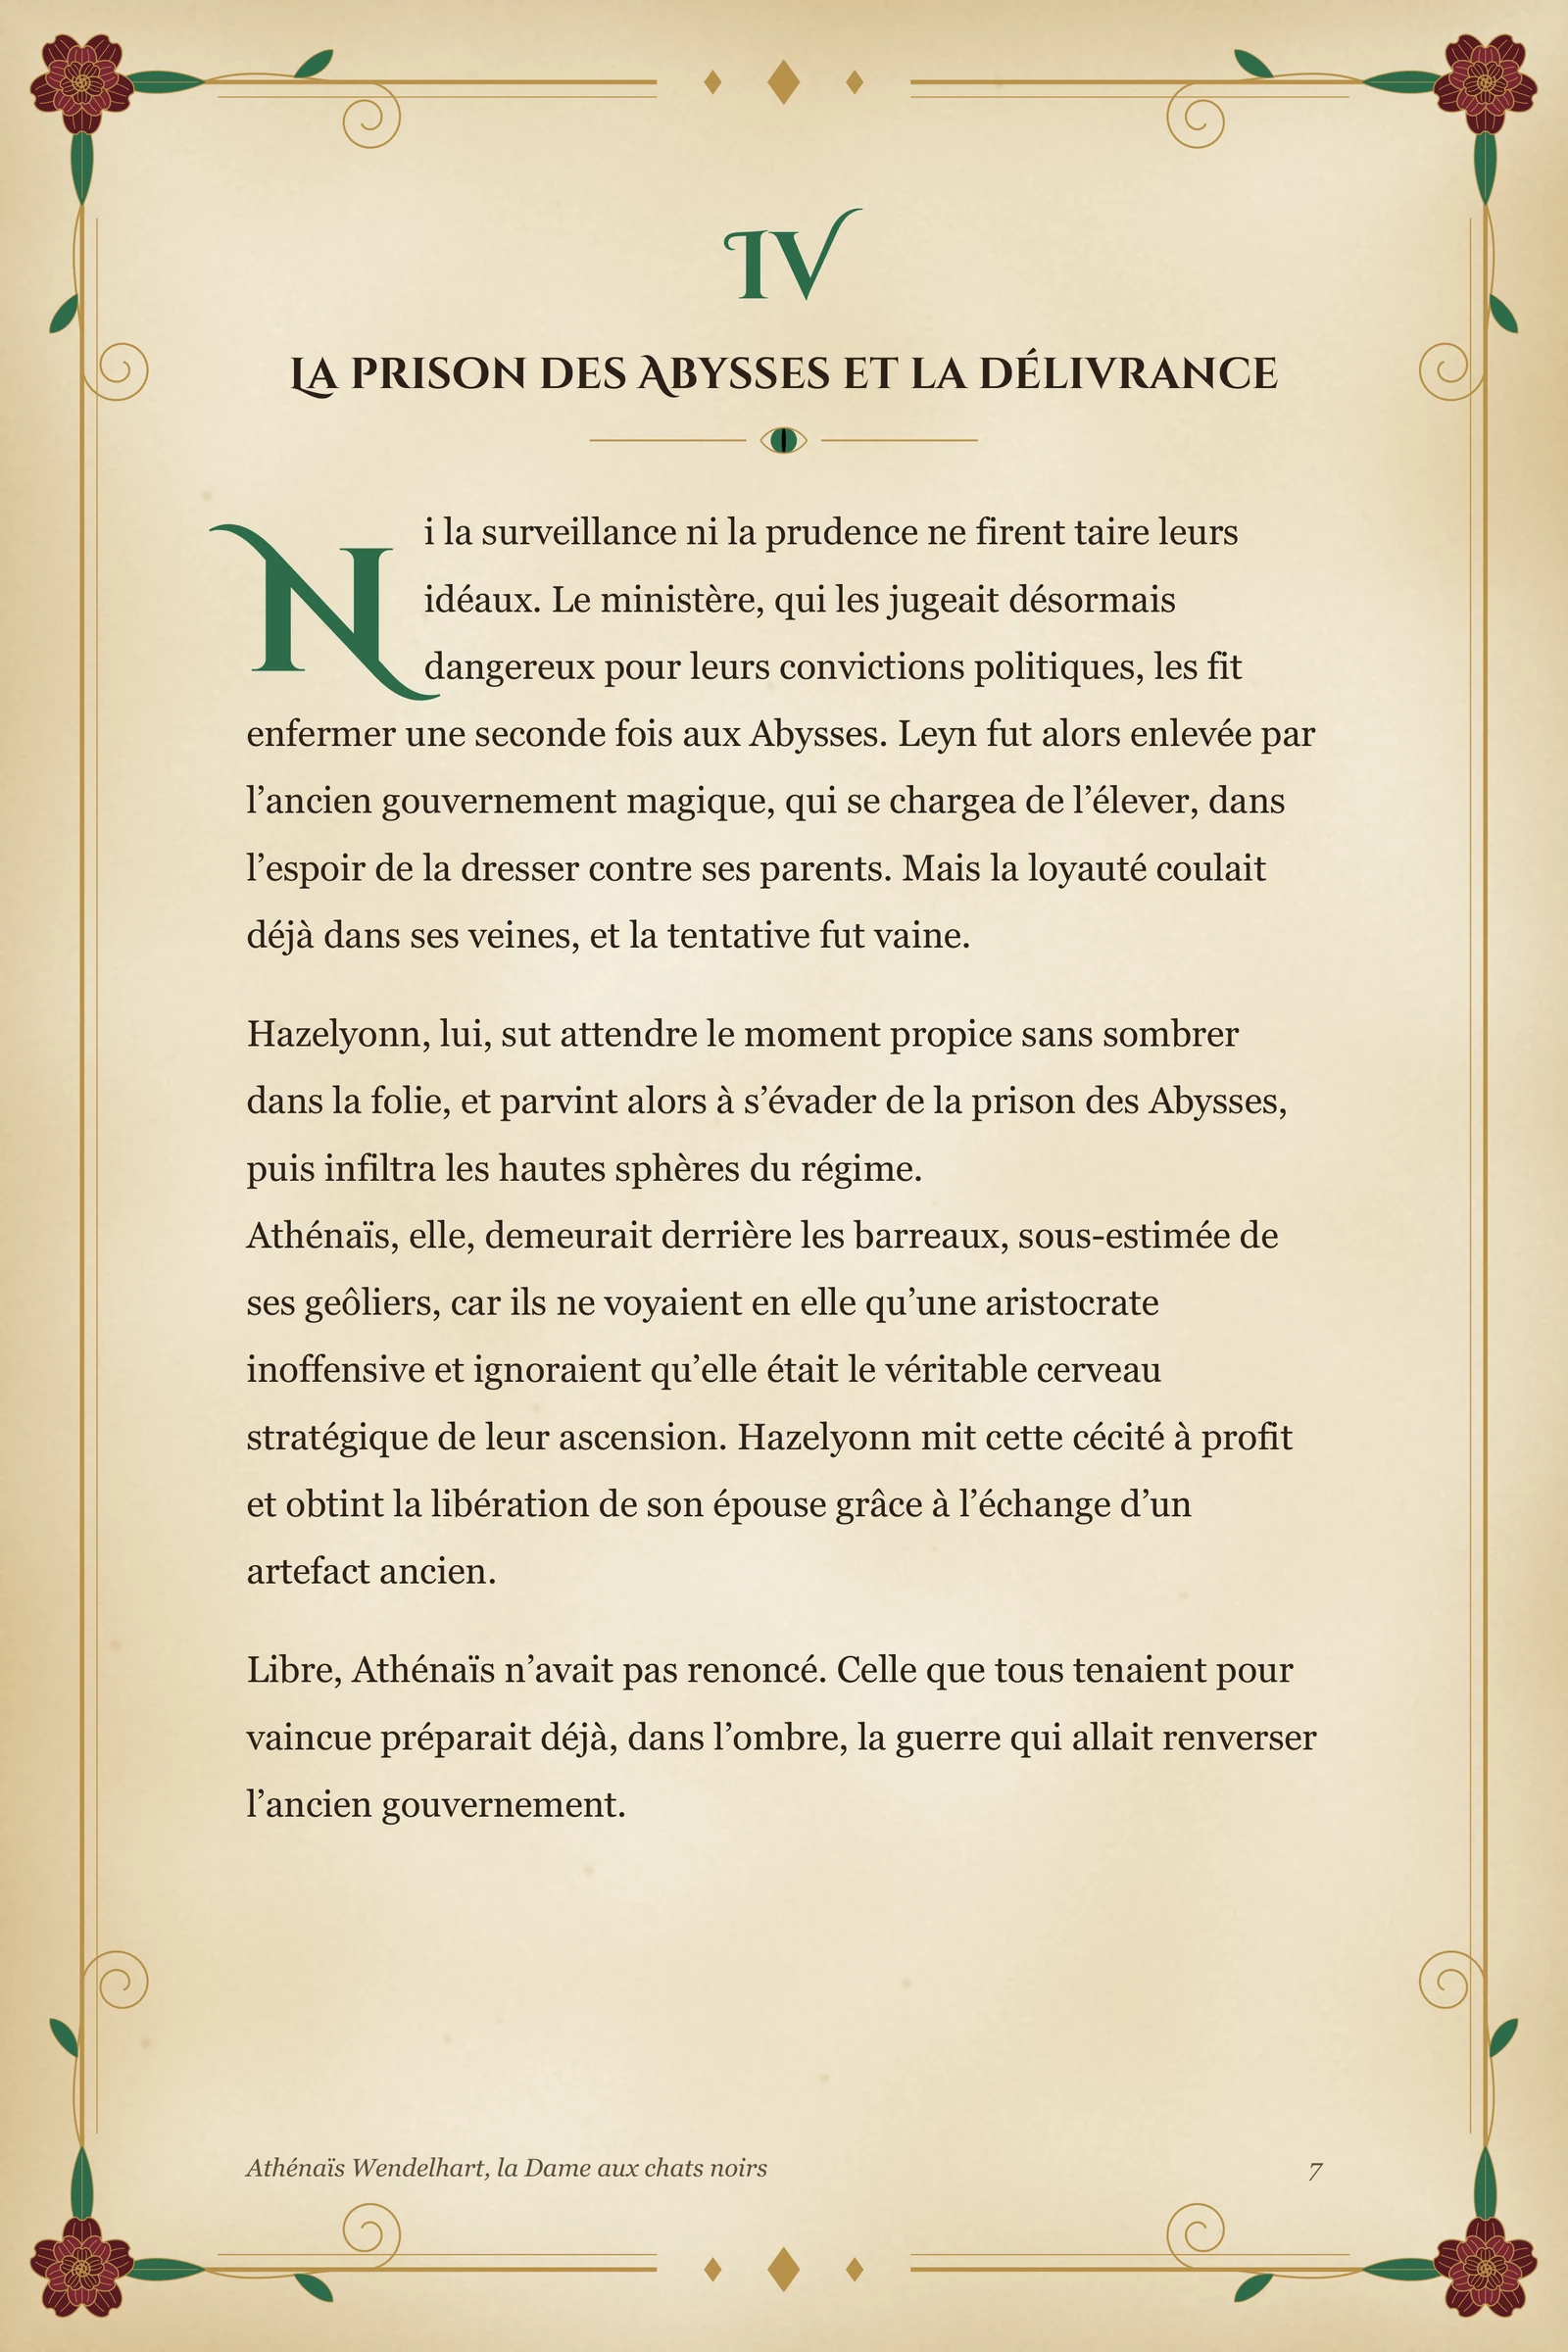 IV
La prison des Abysses et la délivrance
Ni la surveillance ni la prudence ne firent taire leurs
idéaux. Le ministère, qui les jugeait désormais
dangereux pour leurs convictions politiques, les fit
enfermer une seconde fois aux Abysses. Leyn fut alors enlevée par
l’ancien gouvernement magique, qui se chargea de l’élever, dans
l’espoir de la dresser contre ses parents. Mais la loyauté coulait
déjà dans ses veines, et la tentative fut vaine.
Hazelyonn, lui, sut attendre le moment propice sans sombrer
dans la folie, et parvint alors à s’évader de la prison des Abysses,
puis infiltra les hautes sphères du régime.
Athénaïs, elle, demeurait derrière les barreaux, sous-estimée de
ses geôliers, car ils ne voyaient en elle qu’une aristocrate
inoffensive et ignoraient qu’elle était le véritable cerveau
stratégique de leur ascension. Hazelyonn mit cette cécité à profit
et obtint la libération de son épouse grâce à l’échange d’un
artefact ancien.
Libre, Athénaïs n’avait pas renoncé. Celle que tous tenaient pour
vaincue préparait déjà, dans l’ombre, la guerre qui allait renverser
l’ancien gouvernement.
Athénaïs Wendelhart, la Dame aux chats noirs
7